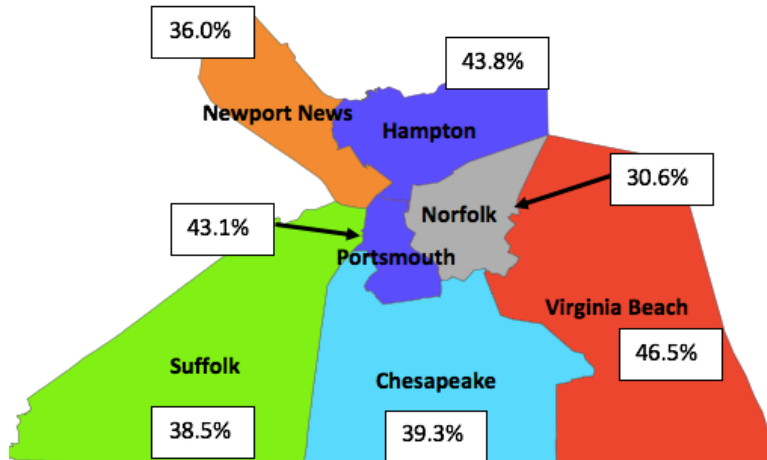 36.0%
43.8%
Newport News
Hampton
30.6%
Norfolk
43.1%
Portsmouth
Virginia Beach
46.5%
Suffolk
Chesapeake
38.5%
39.3%